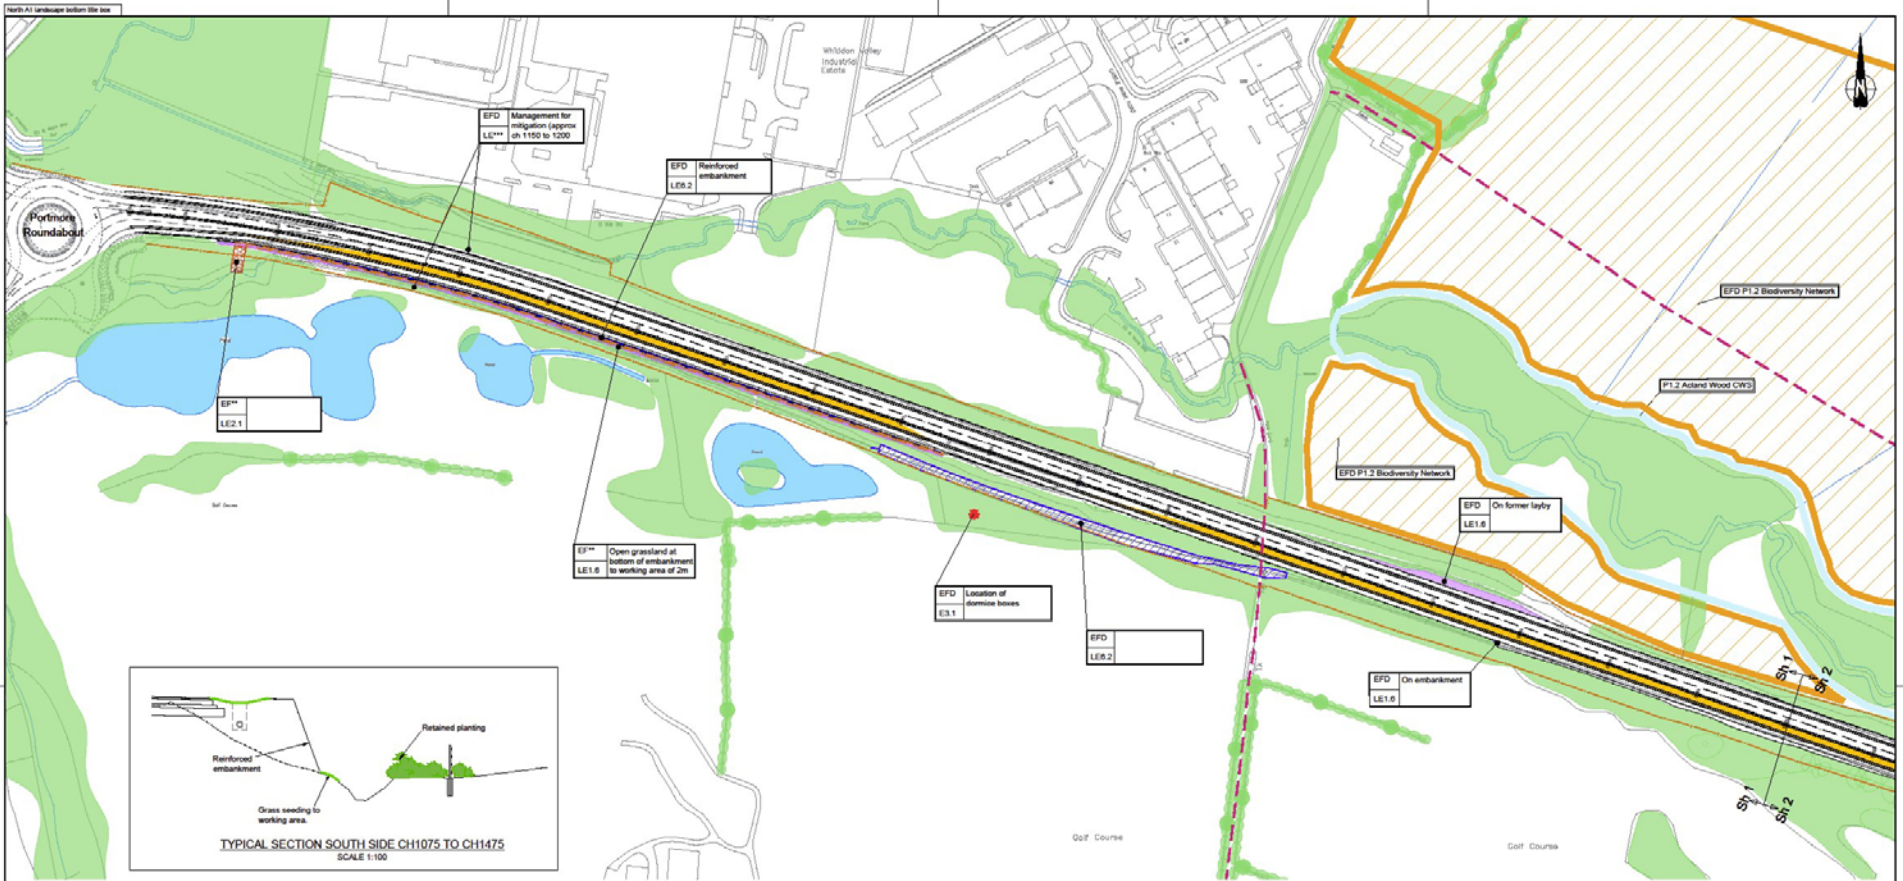 North A1 landscape bottom title box
Whiddon Valley
Industrial
Estate
EFD
Management for
mitigation (approx
LE***
ch 1150 to 1200
EFD
Reinforced
embankment
LE6.2
Portmore
Roundabout
EFD P1.2 Biodiversity Network
P1.2 Acland Wood CWS
EF**
LE2.1
EFD P1.2 Biodiversity Network
Golf Course
EFD
On former layby
LE1.6
EF**
Open grassland at
bottom of embankment
LE1.6
to working area of 2m
EFD
Location of
dormice boxes
E3.1
EFD
LE6.2
EFD
On embankment
LE1.6
Sh 1
Sh 2
Sh 1
Sh 2
Retained planting
Reinforced
embankment
Grass seeding to
working area.
TYPICAL SECTION SOUTH SIDE CH1075 TO CH1475
SCALE 1:100
Golf Course
Golf Course